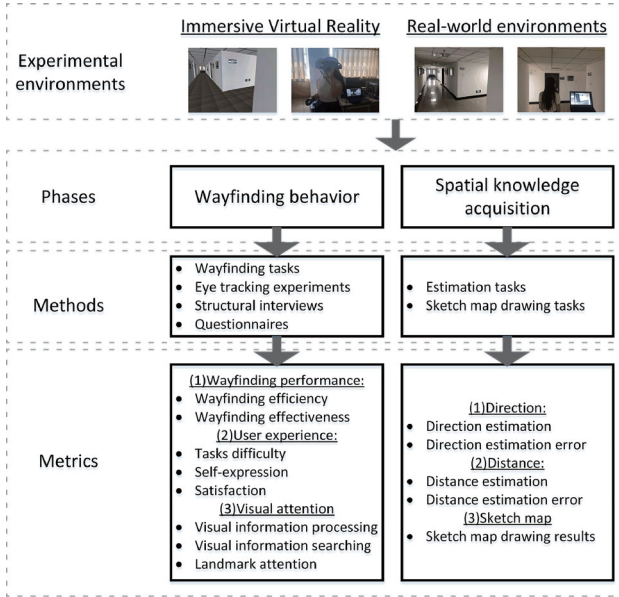 Immersive Virtual Reality
Real-world environments
Experimental
environments
Phases
Wayfinding behavior
Spatial knowledge
acquisition
Methods
• Wayfinding tasks
• Eye tracking experiments
• Structural interviews
• Questionnaires
• Estimation tasks
• Sketch map drawing tasks
Metrics
(1)Wayfinding performance:
• Wayfinding efficiency
• Wayfinding effectiveness
(2)User experience:
• Tasks difficulty
• Self-expression
• Satisfaction
(3)Visual attention
• Visual information processing
• Visual information searching
• Landmark attention
(1)Direction:
• Direction estimation
• Direction estimation error
(2)Distance:
• Distance estimation
• Distance estimation error
(3)Sketch map
• Sketch map drawing results